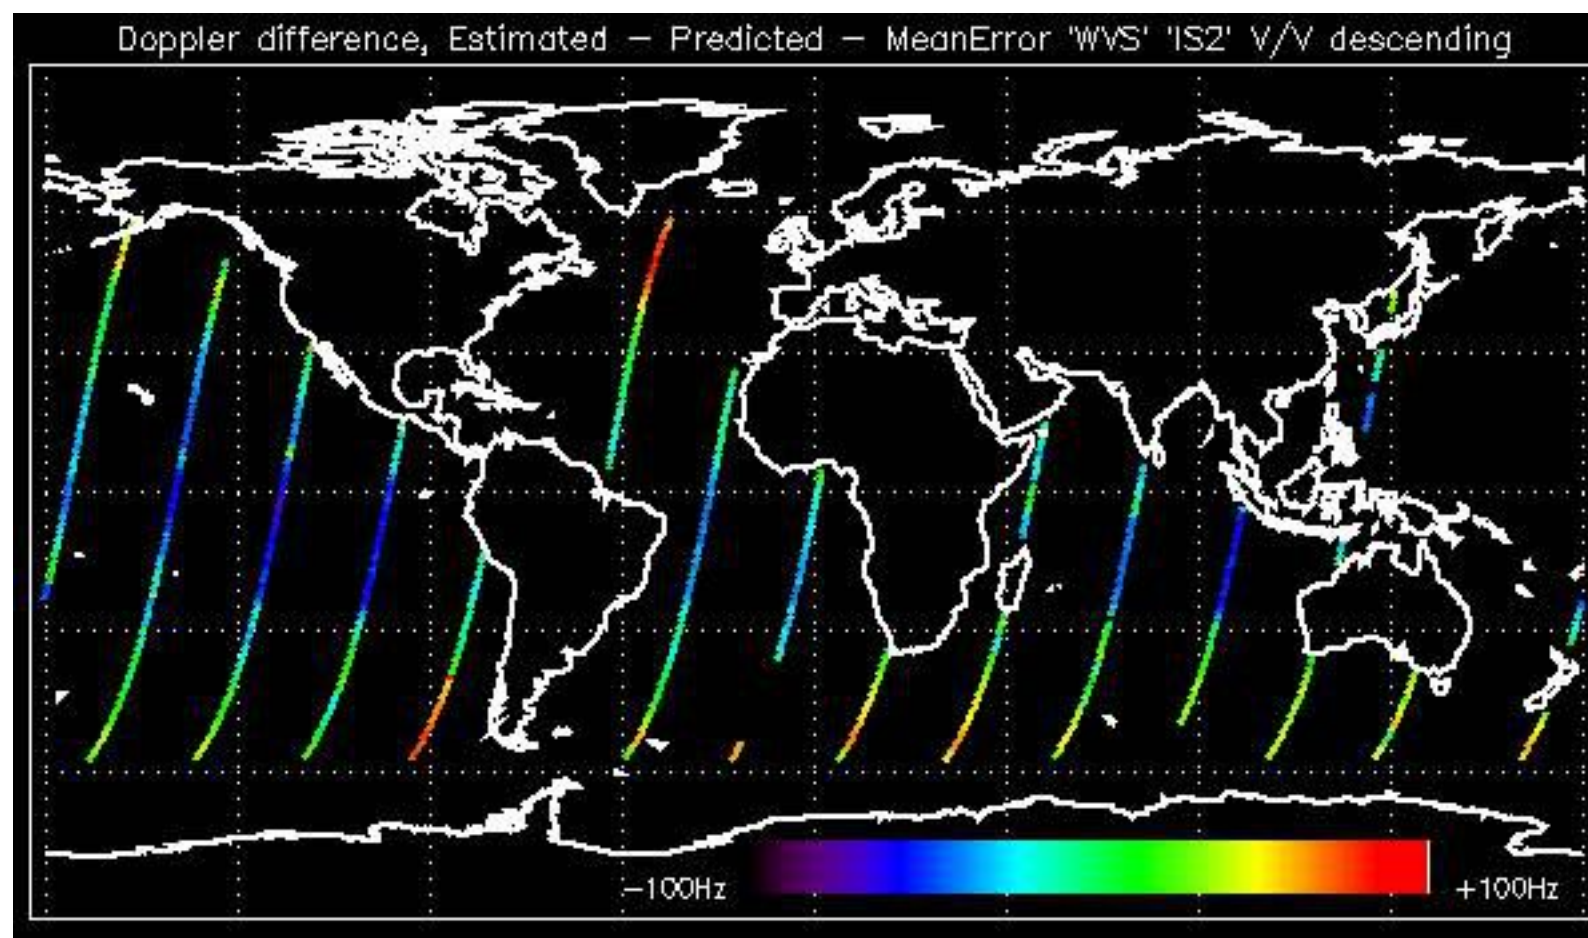 Doppler difference, Estimated – Predicted – MeanError 'WVS' 'IS2' V/V descending
−100Hz +100Hz